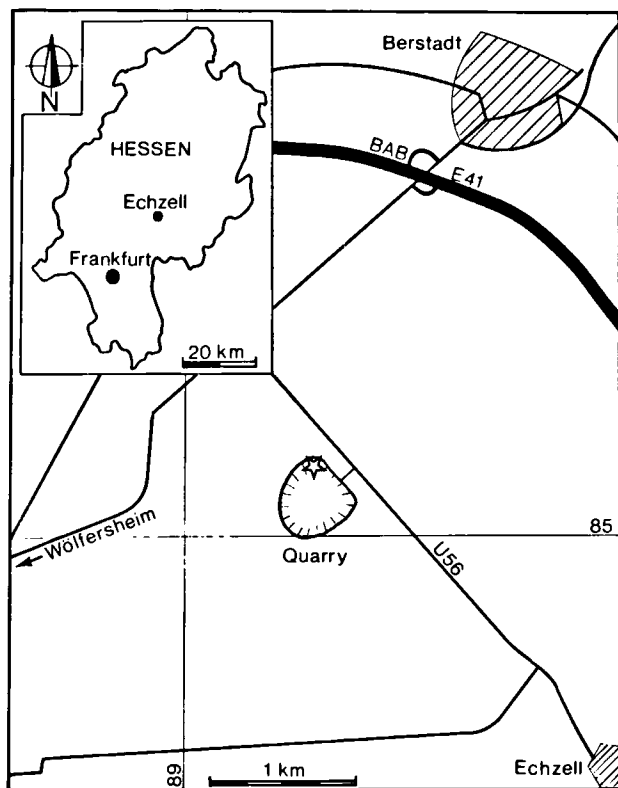 Berstadt
N
HESSEN
Echzell
Frankfurt
20 km
BAB
E41
Wölfersheim
85
Quarry
U56
Echzell
89
1 km